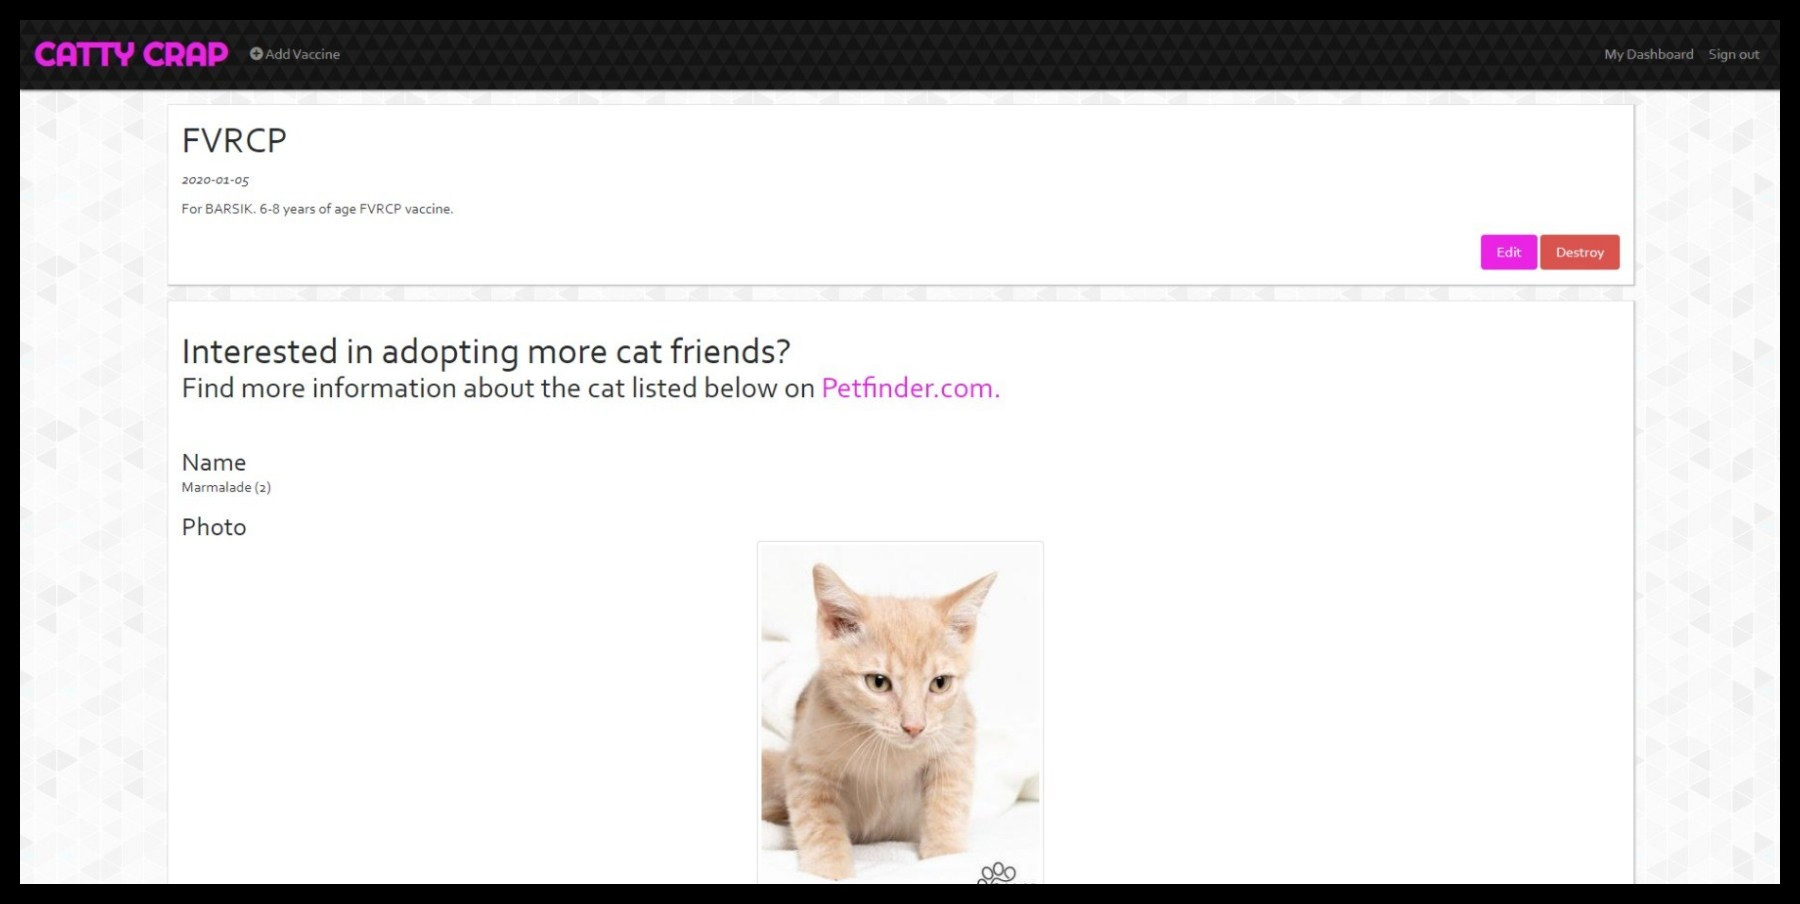 CATTY CRAP Add Vaccine My Dashboard Sign out
FVRCP
2020-01-05
For BARSIK. 6-8 years of age FVRCP vaccine.
Edit Destroy
Interested in adopting more cat friends?
Find more information about the cat listed below on Petfinder.com.
Name
Marmalade (2)
Photo